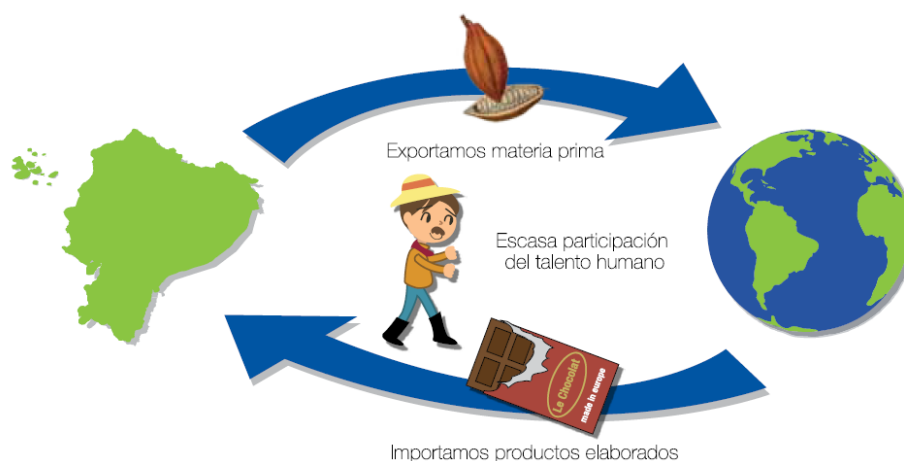 Exportamos materia prima
Escasa participación
del talento humano
Le Chocolat
made in europe
Importamos productos elaborados